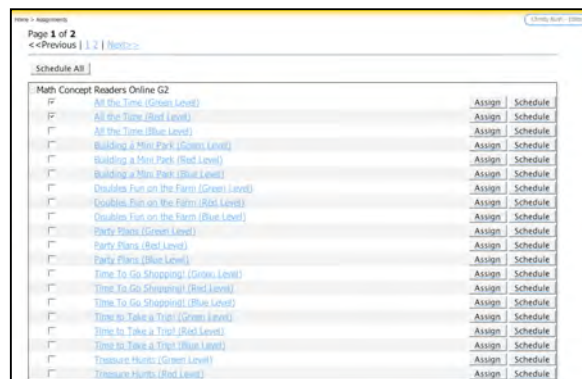 Home > Assignments
Page 1 of 2
<<Previous | 1 2 | Next>>
Schedule All
Math Concept Readers Online G2
All the Time (Green Level) Assign Schedule
All the Time (Red Level) Assign Schedule
All the Time (Blue Level) Assign Schedule
Building a Mini Park (Green Level) Assign Schedule
Building a Mini Park (Red Level) Assign Schedule
Building a Mini Park (Blue Level) Assign Schedule
Doubles Fun on the Farm (Green Level) Assign Schedule
Doubles Fun on the Farm (Red Level) Assign Schedule
Doubles Fun on the Farm (Blue Level) Assign Schedule
Party Plans (Green Level) Assign Schedule
Party Plans (Red Level) Assign Schedule
Party Plans (Blue Level) Assign Schedule
Time To Go Shopping! (Green Level) Assign Schedule
Time To Go Shopping! (Red Level) Assign Schedule
Time To Go Shopping! (Blue Level) Assign Schedule
Time to Take a Trip! (Green Level) Assign Schedule
Time to Take a Trip! (Red Level) Assign Schedule
Time to Take a Trip! (Blue Level) Assign Schedule
Treasure Hunts (Green Level) Assign Schedule
Treasure Hunts (Red Level) Assign Schedule